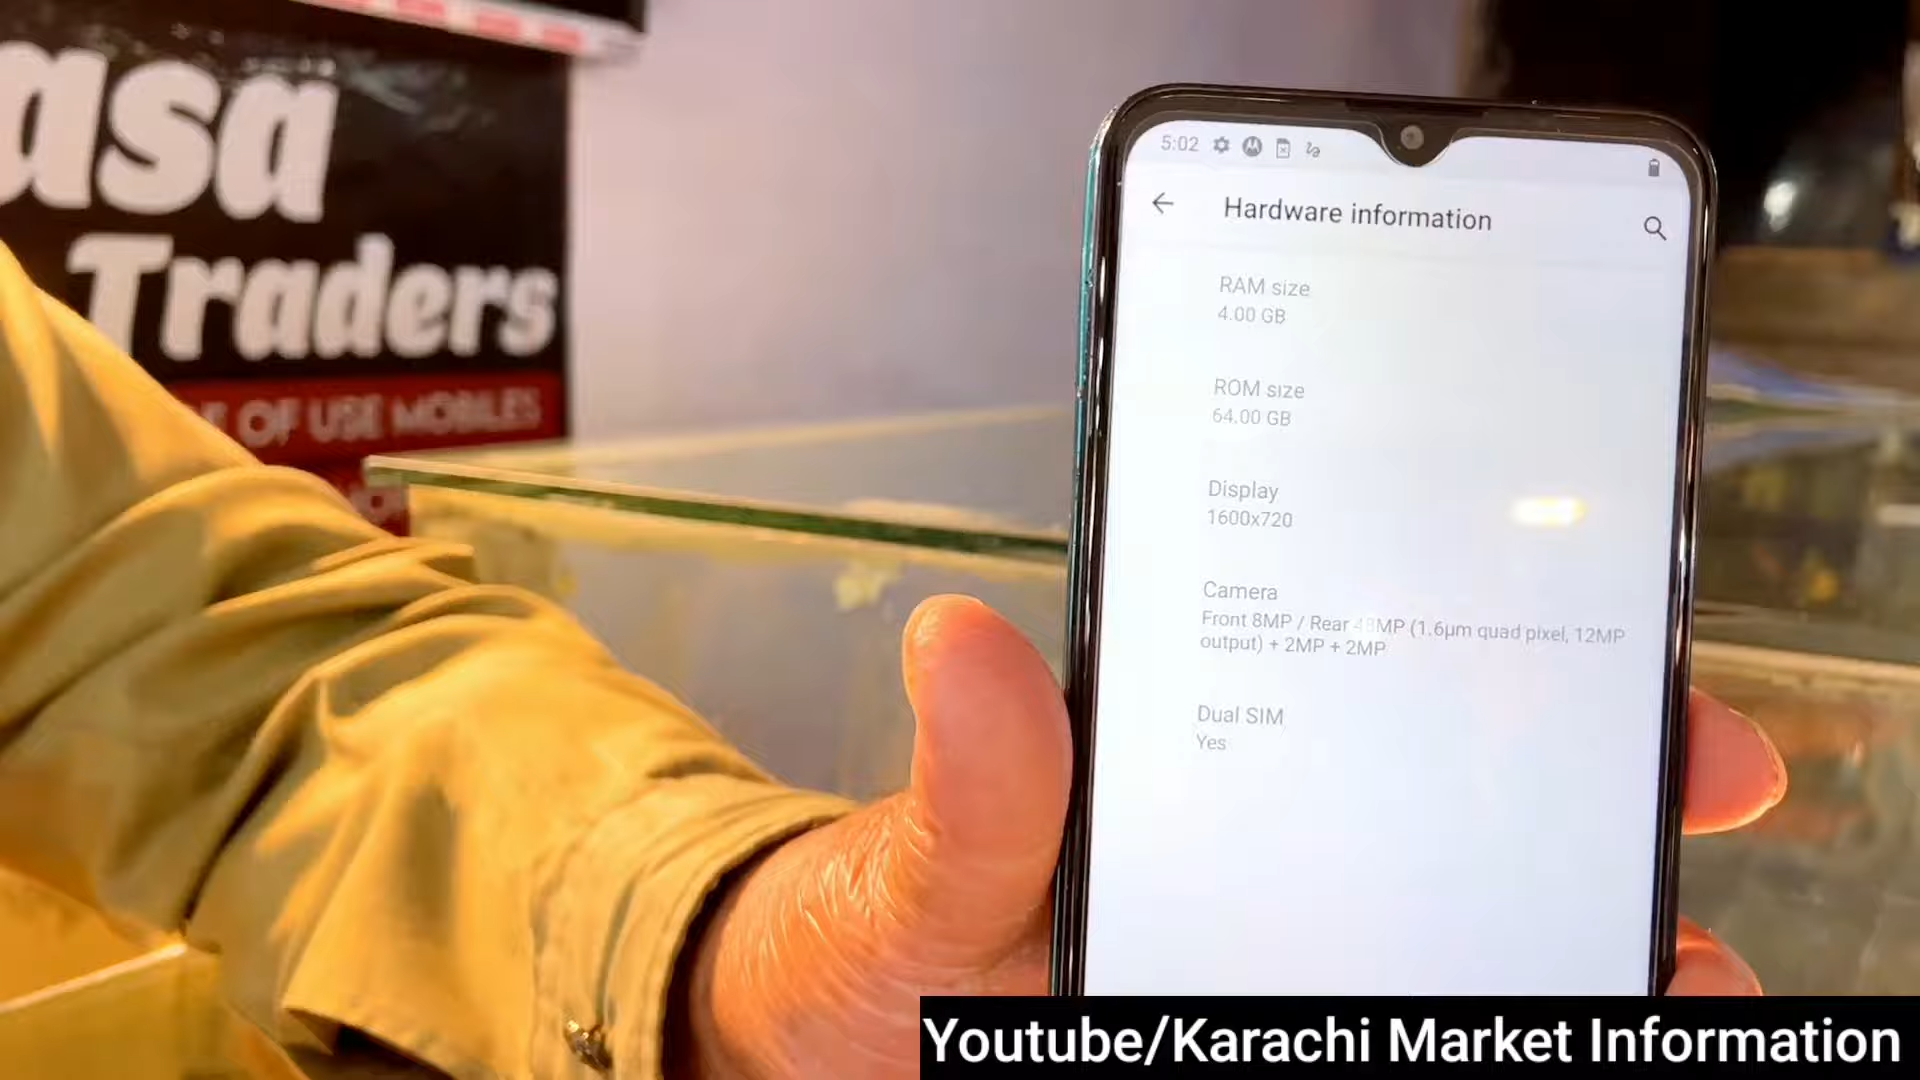 asa
Traders
OF USE MOBILES
5:02
Hardware information
RAM size
4.00 GB
ROM size
64.00 GB
Display
1600x720
Camera
Front 8MP / Rear 48MP (1.6µm quad pixel, 12MP
output) + 2MP + 2MP
Dual SIM
Yes
Youtube/Karachi Market Information